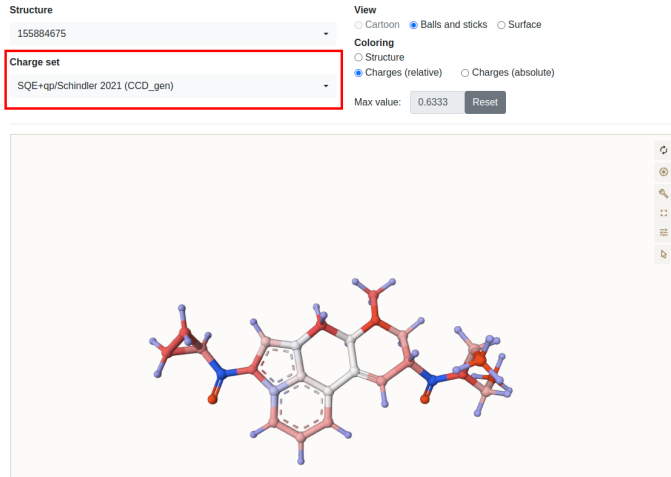 Structure
155884675
Charge set
SQE+qp/Schindler 2021 (CCD_gen)
View
Cartoon Balls and sticks Surface
Coloring
Structure
Charges (relative) Charges (absolute)
Max value: 0.6333 Reset